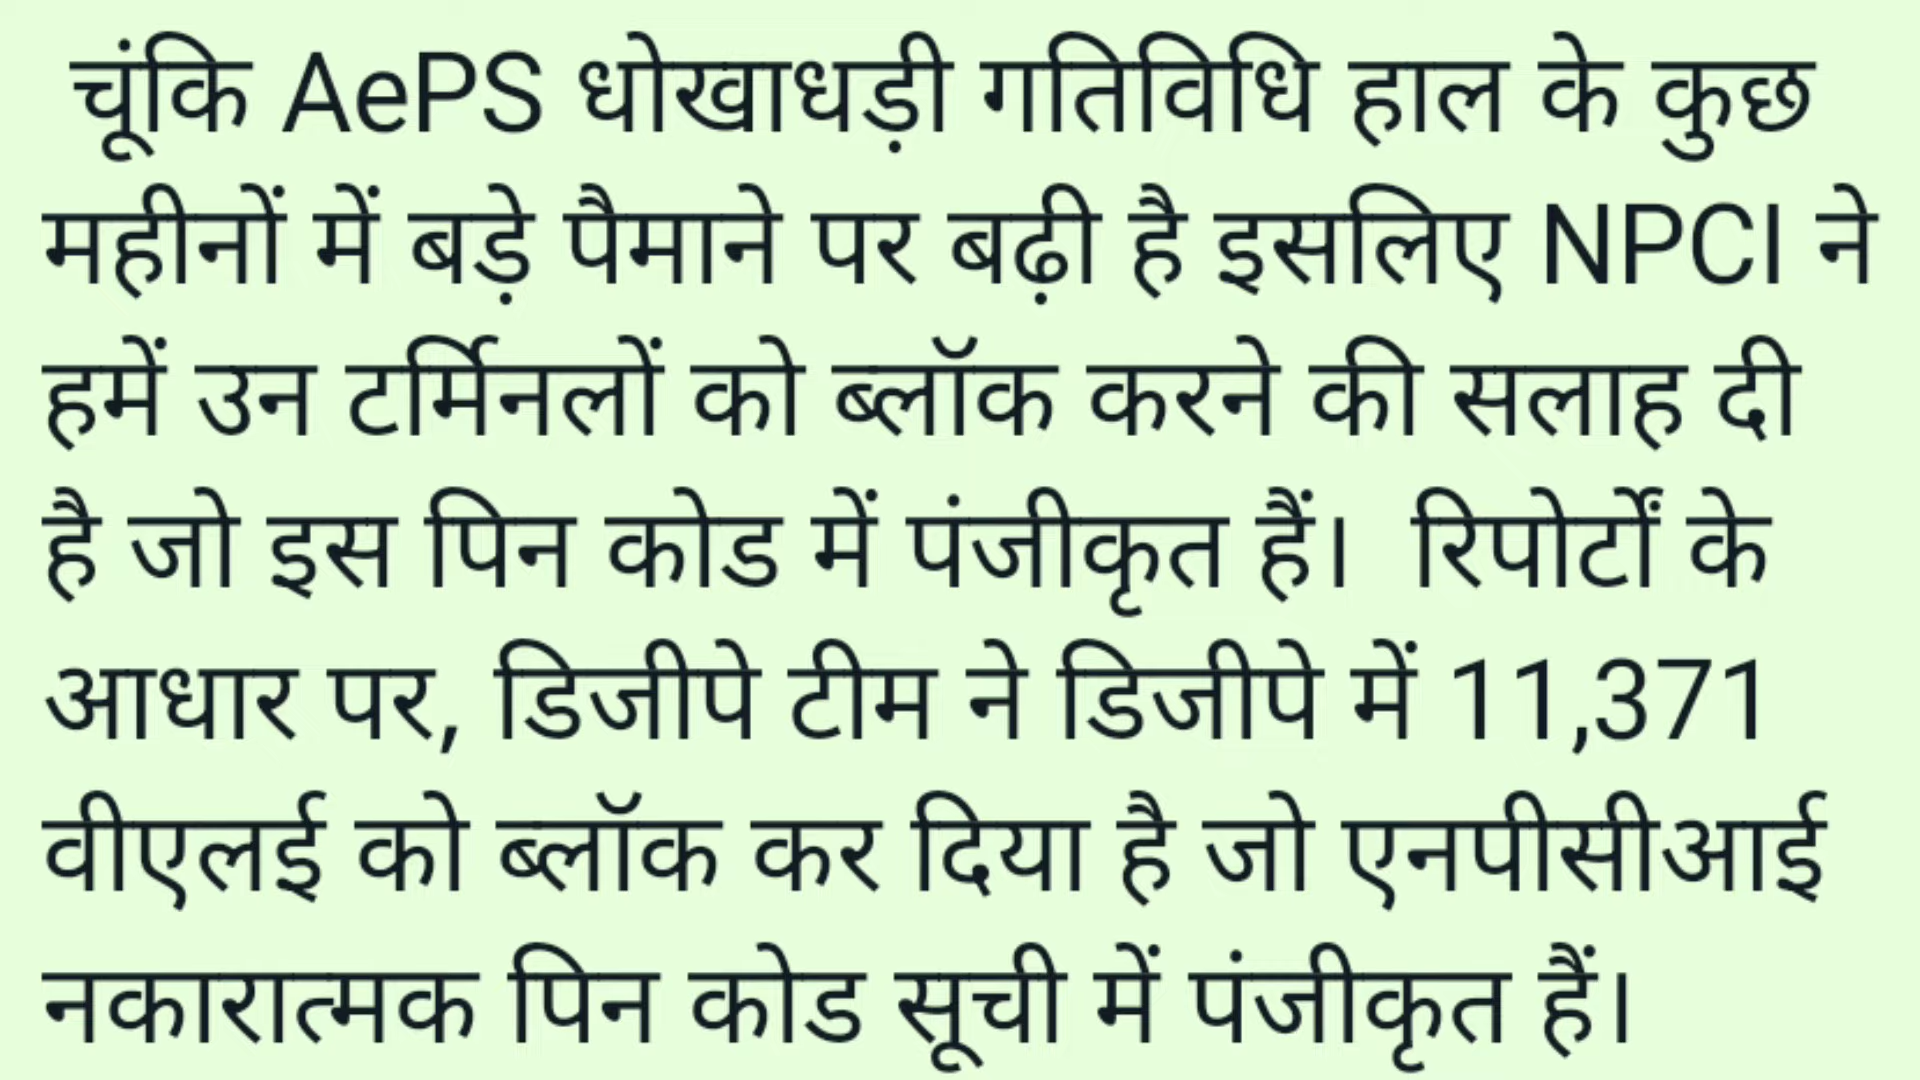 चूंकि AePS धोखाधड़ी गतिविधि हाल के कुछ
महीनों में बड़े पैमाने पर बढ़ी है इसलिए NPCI ने
हमें उन टर्मिनलों को ब्लॉक करने की सलाह दी
है जो इस पिन कोड में पंजीकृत हैं।  रिपोर्टों के
आधार पर, डिजीपे टीम ने डिजीपे में 11,371
वीएलई को ब्लॉक कर दिया है जो एनपीसीआई
नकारात्मक पिन कोड सूची में पंजीकृत हैं।